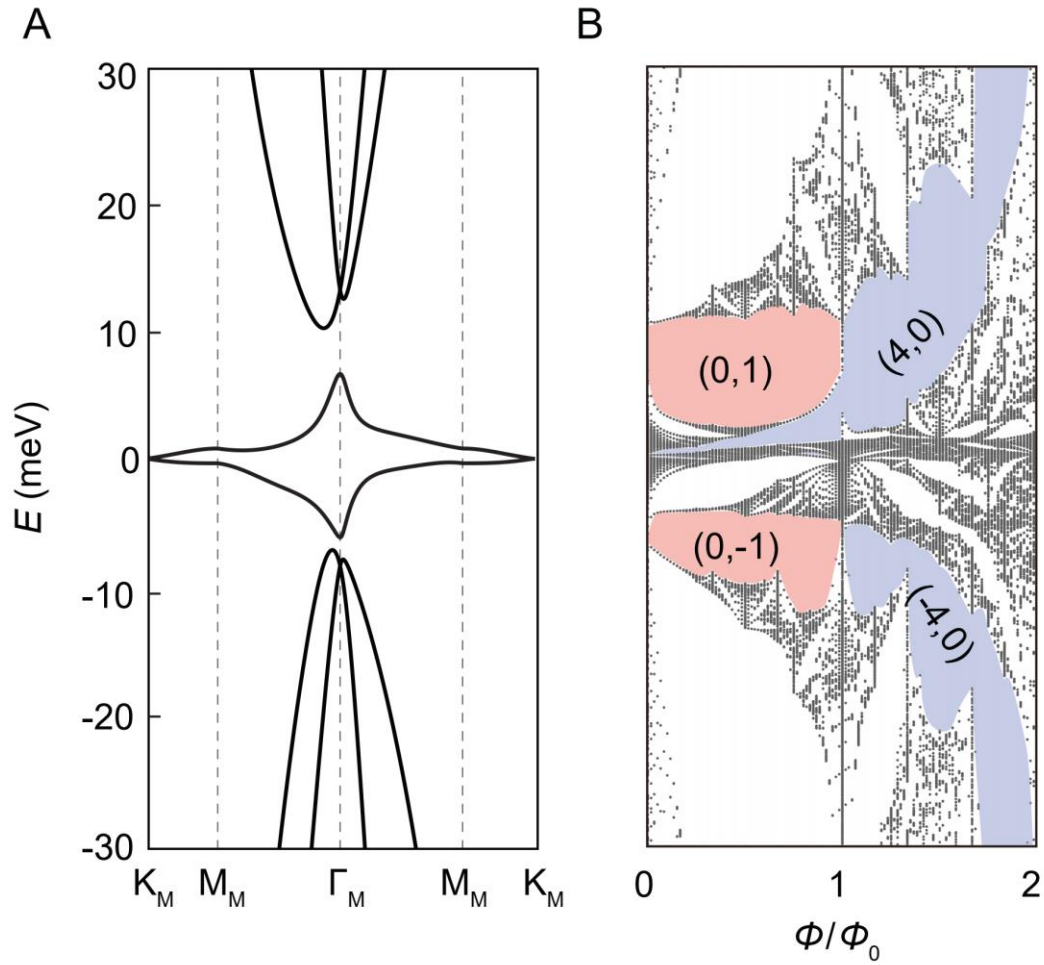 A
B
30
20
10
0
-10
-20
-30
E (meV)
K_M M_M Γ_M M_M K_M
(0,1)
(4,0)
(0,-1)
(-4,0)
0 1 2
Φ/Φ_0